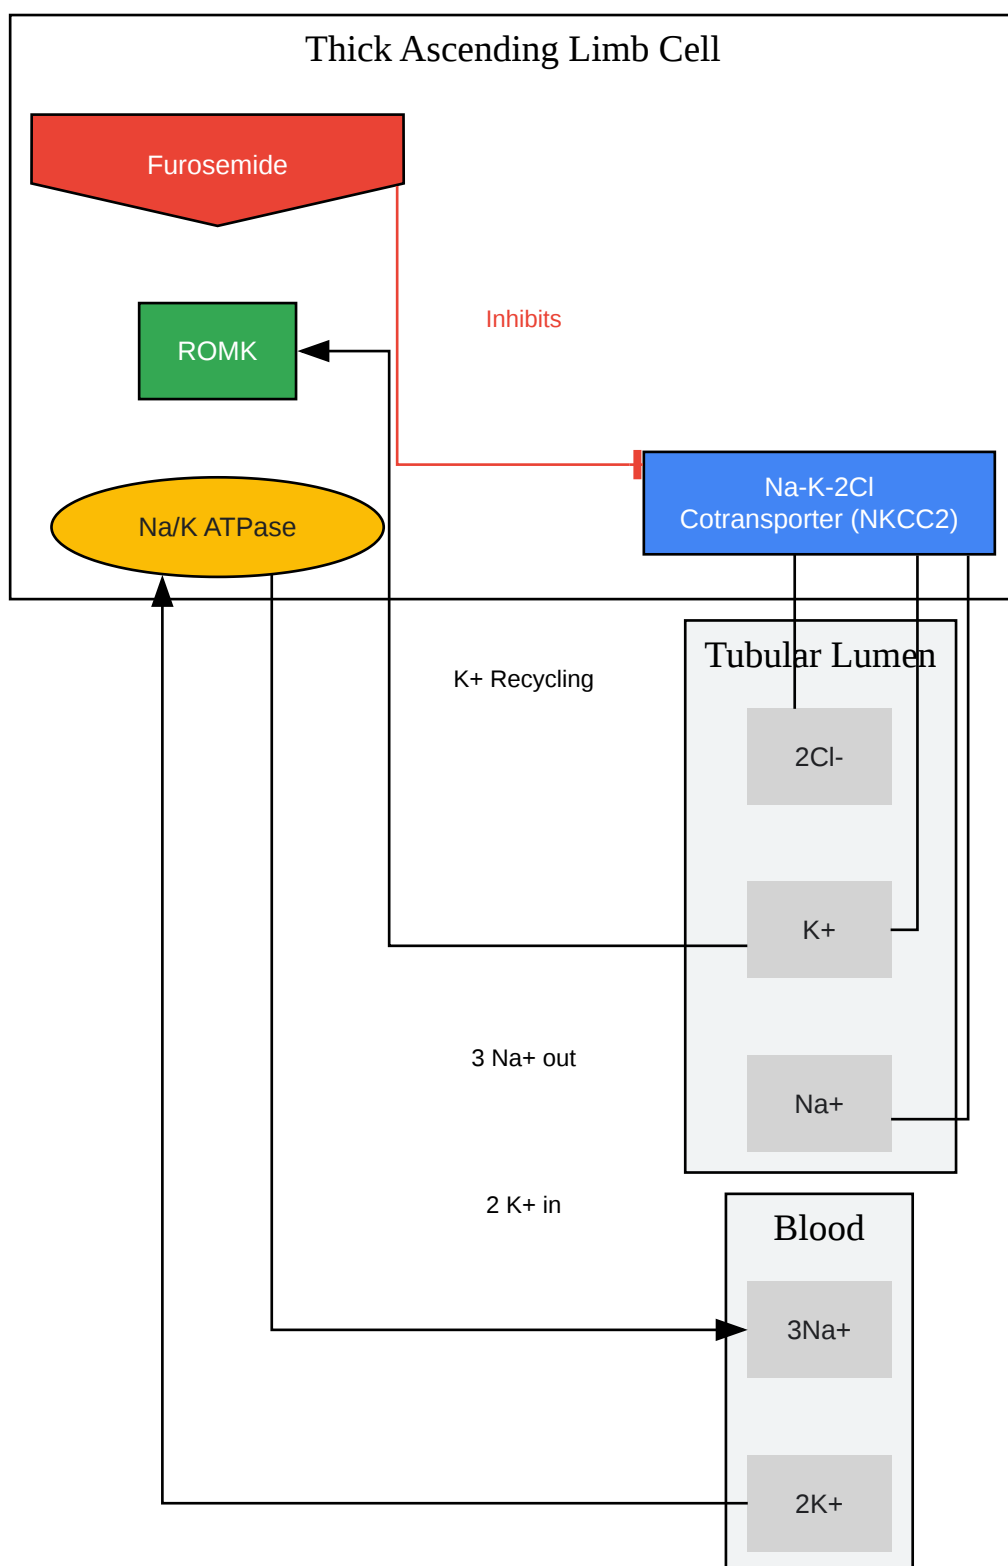 Thick Ascending Limb Cell
Furosemide
Inhibits
ROMK
Na-K-2Cl
Cotransporter (NKCC2)
Na/K ATPase
Tubular Lumen
K+ Recycling
2Cl-
K+
3 Na+ out
Na+
2 K+ in
Blood
3Na+
2K+